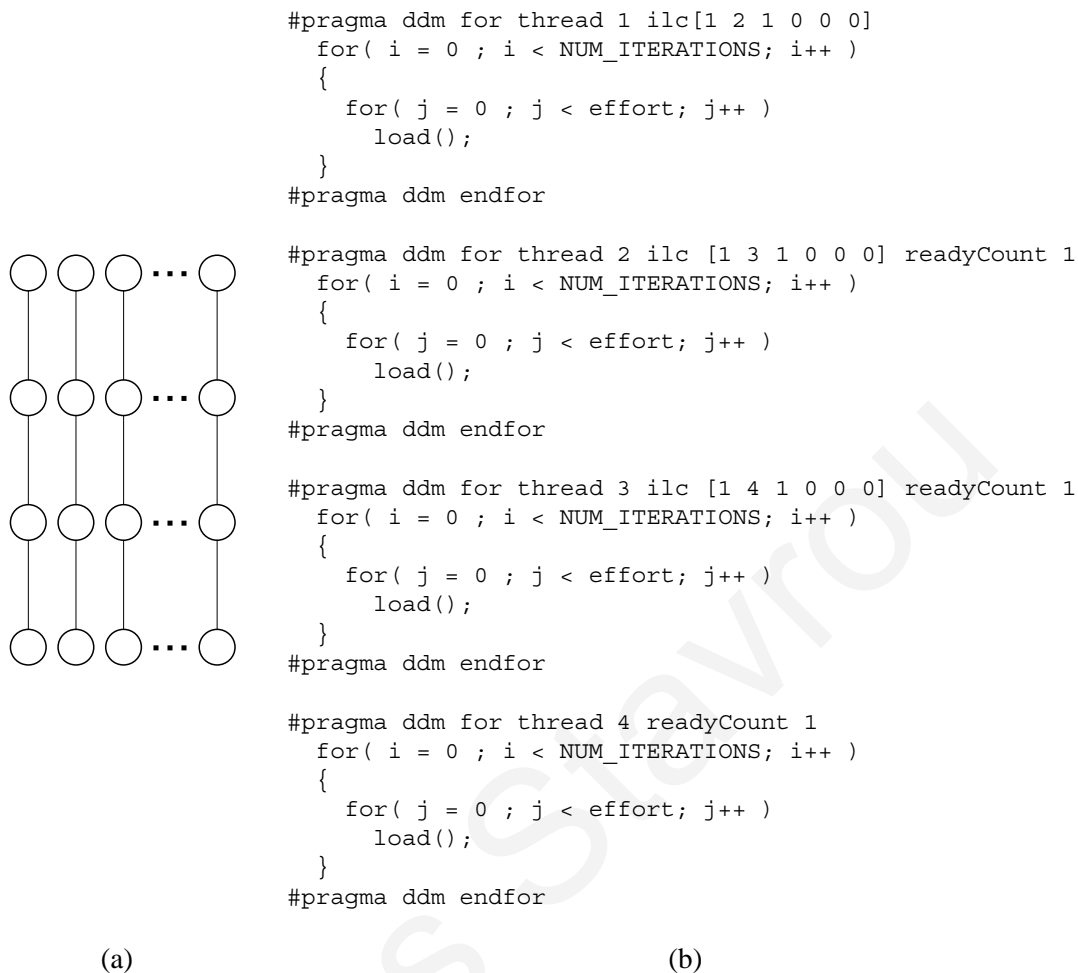 #pragma ddm for thread 1 ilc[1 2 1 0 0 0]
for( i = 0 ; i < NUM_ITERATIONS; i++ )
{
for( j = 0 ; j < effort; j++ )
load();
}
#pragma ddm endfor
#pragma ddm for thread 2 ilc [1 3 1 0 0 0] readyCount 1
for( i = 0 ; i < NUM_ITERATIONS; i++ )
{
for( j = 0 ; j < effort; j++ )
load();
}
#pragma ddm endfor
#pragma ddm for thread 3 ilc [1 4 1 0 0 0] readyCount 1
for( i = 0 ; i < NUM_ITERATIONS; i++ )
{
for( j = 0 ; j < effort; j++ )
load();
}
#pragma ddm endfor
#pragma ddm for thread 4 readyCount 1
for( i = 0 ; i < NUM_ITERATIONS; i++ )
{
for( j = 0 ; j < effort; j++ )
load();
}
#pragma ddm endfor
(a)
(b)
s Stavrou